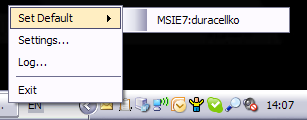 Set Default
MSIE7:duracellko
Settings...
Log...
Exit
EN
14:07